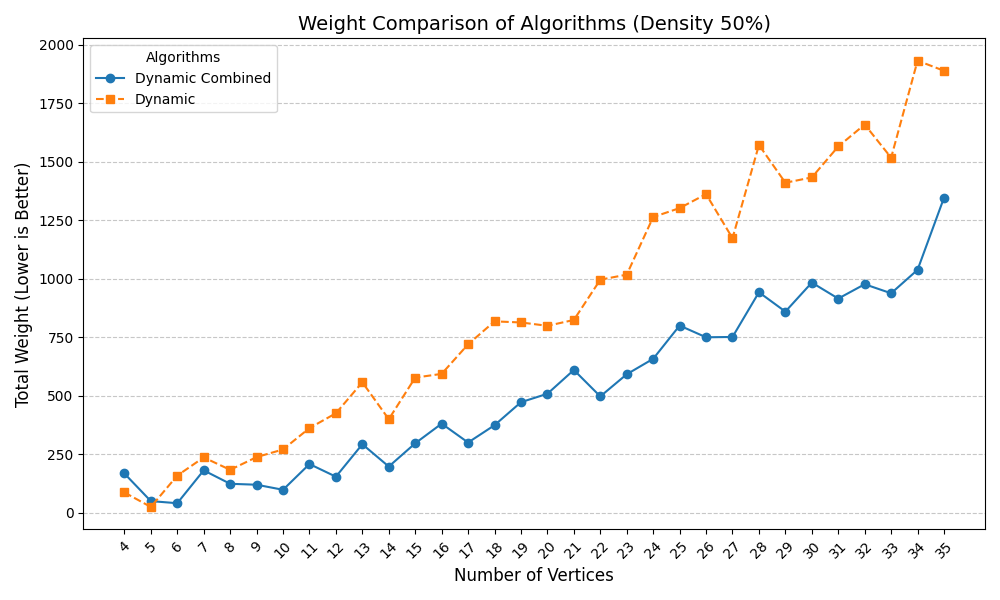 Weight Comparison of Algorithms (Density 50%)
Total Weight (Lower is Better)
2000
1750
1500
1250
1000
750
500
250
0
Algorithms
Dynamic Combined
Dynamic
4 5 6 7 8 9 10 11 12 13 14 15 16 17 18 19 20 21 22 23 24 25 26 27 28 29 30 31 32 33 34 35
Number of Vertices